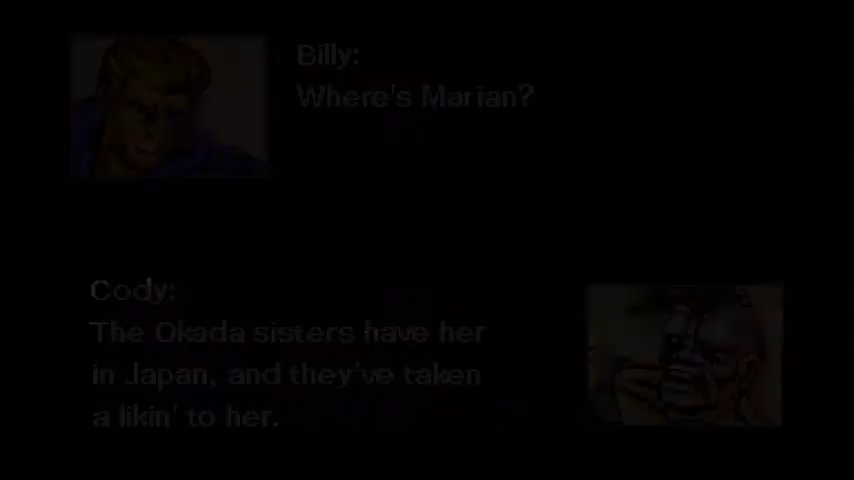 Billy:
Where's Marian?
Cody:
The Okada sisters have her
in Japan, and they've taken
a likin' to her.